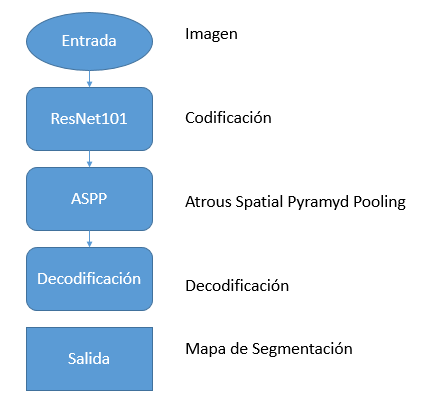 Entrada
Imagen
ResNet101
Codificación
ASPP
Atrous Spatial Pyramyd Pooling
Decodificación
Decodificación
Salida
Mapa de Segmentación